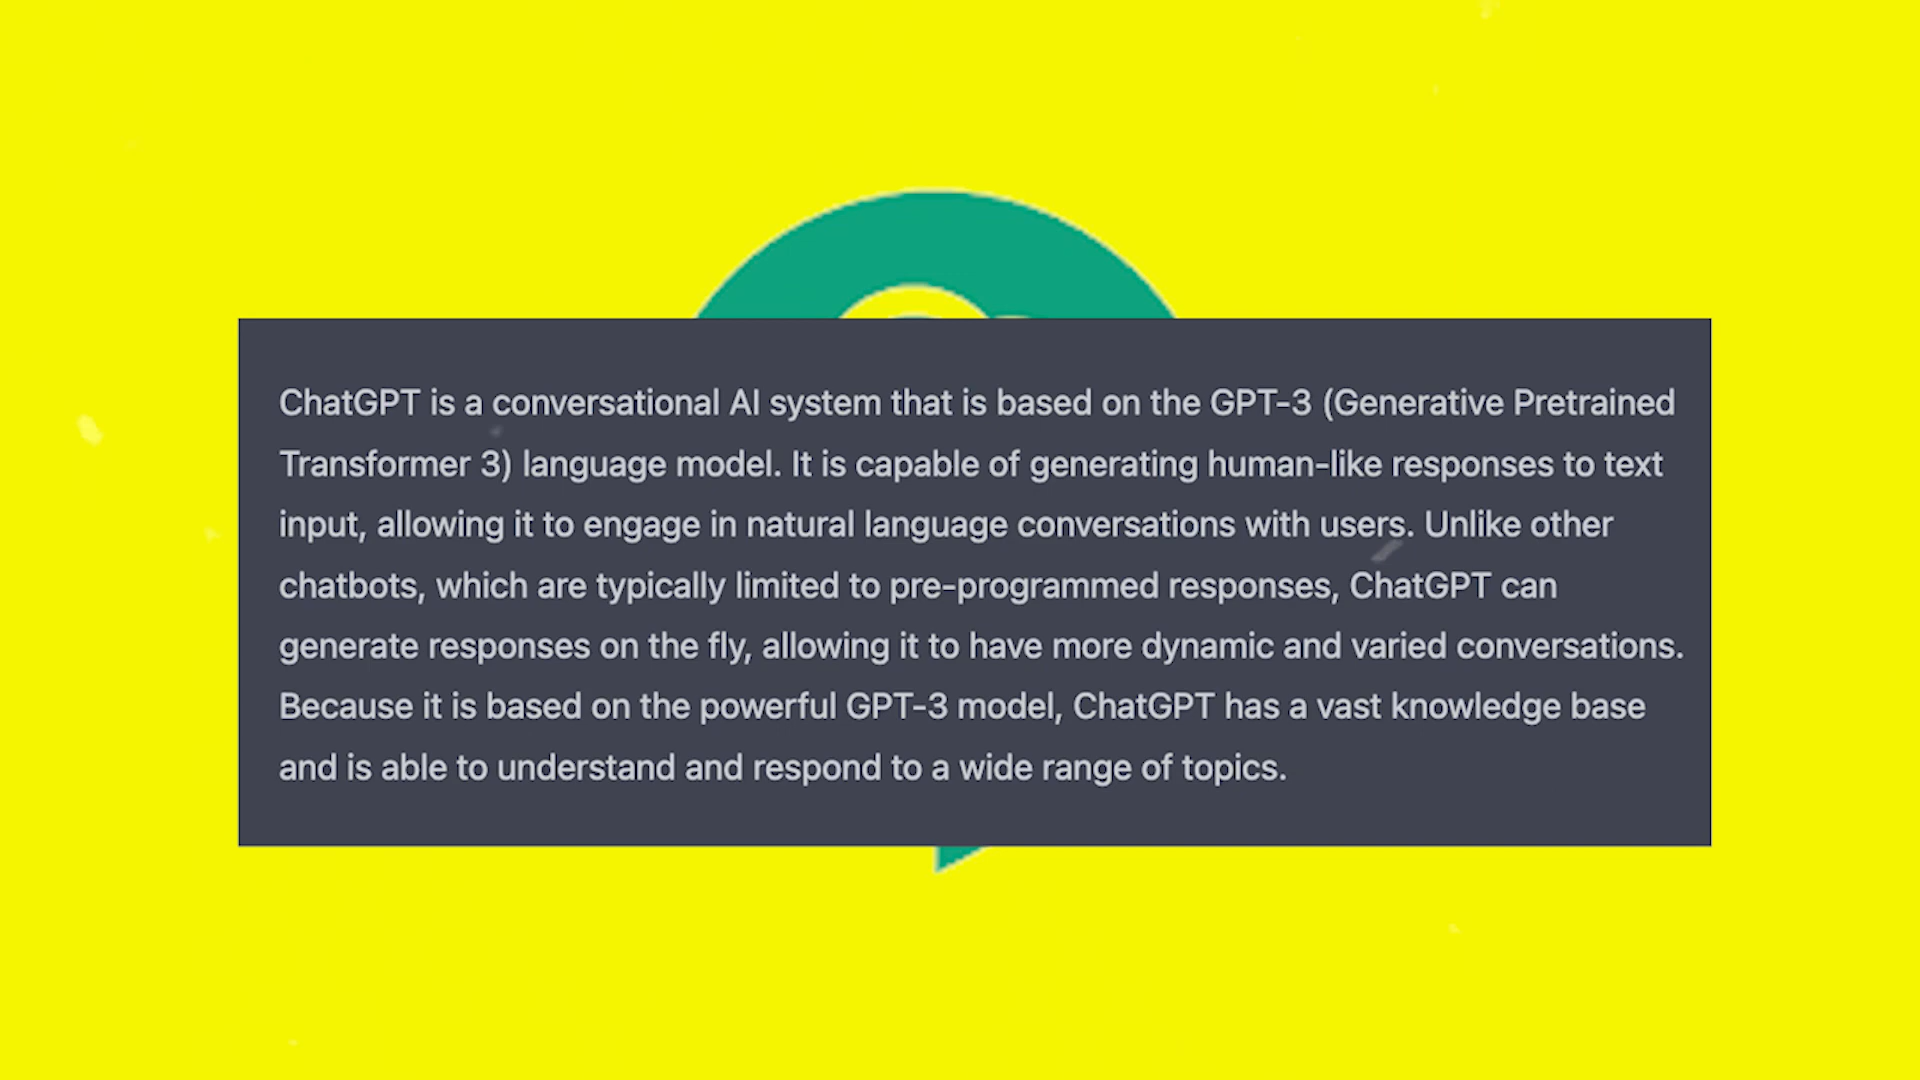 ChatGPT is a conversational AI system that is based on the GPT-3 (Generative Pretrained
Transformer 3) language model. It is capable of generating human-like responses to text
input, allowing it to engage in natural language conversations with users. Unlike other
chatbots, which are typically limited to pre-programmed responses, ChatGPT can
generate responses on the fly, allowing it to have more dynamic and varied conversations.
Because it is based on the powerful GPT-3 model, ChatGPT has a vast knowledge base
and is able to understand and respond to a wide range of topics.